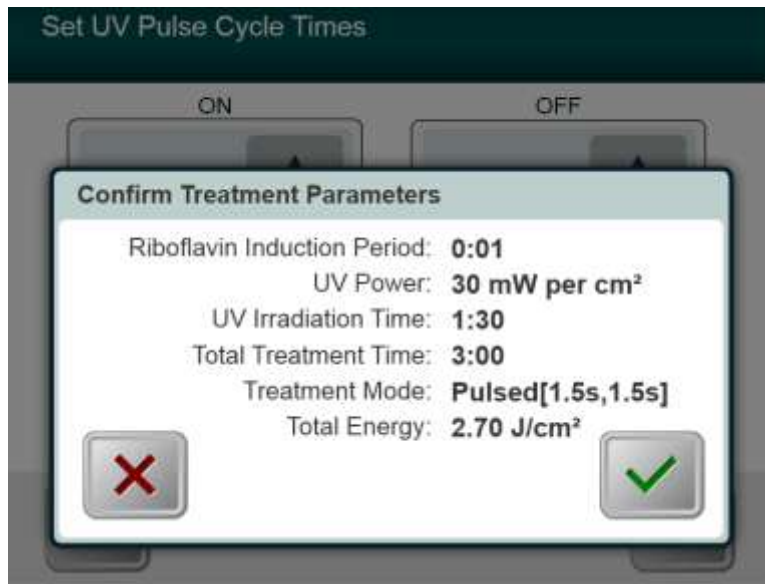 Set UV Pulse Cycle Times
ON OFF
Confirm Treatment Parameters
Riboflavin Induction Period: 0:01
UV Power: 30 mW per cm²
UV Irradiation Time: 1:30
Total Treatment Time: 3:00
Treatment Mode: Pulsed[1.5s,1.5s]
Total Energy: 2.70 J/cm²